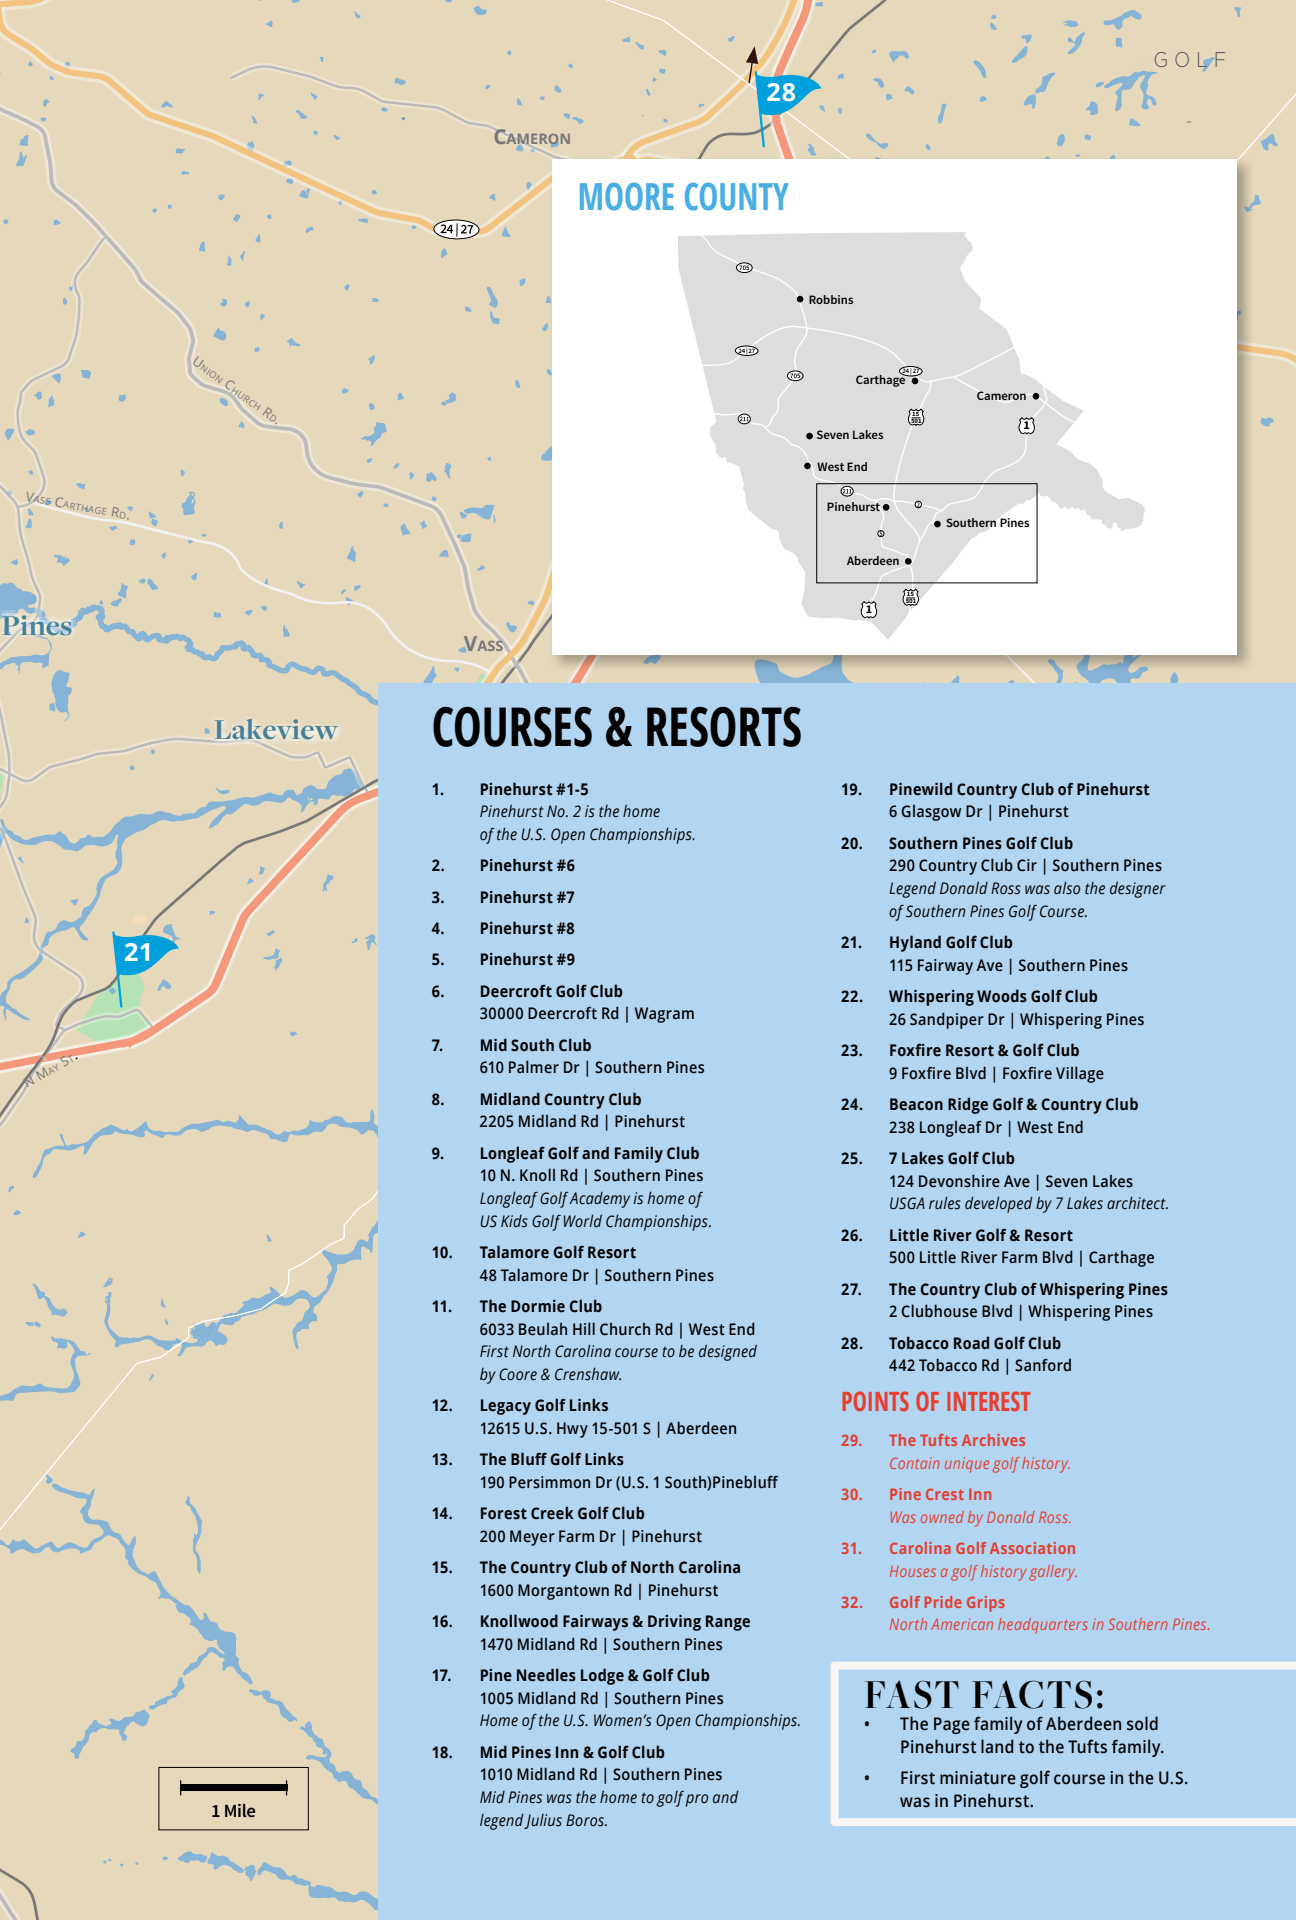 GOLF
28
CAMERON
24|27
UNION CHURCH RD.
VASS CARTHAGE RD.
Pines
VASS
Lakeview
21
N MAY ST.
1 Mile
MOORE COUNTY
705
Robbins
24|27
705
24|27
Carthage
Cameron
211
15
501
1
Seven Lakes
West End
211
Pinehurst
2
Southern Pines
5
Aberdeen
15
501
1
COURSES & RESORTS
1. Pinehurst #1-5
Pinehurst No. 2 is the home
of the U.S. Open Championships.
2. Pinehurst #6
3. Pinehurst #7
4. Pinehurst #8
5. Pinehurst #9
6. Deercroft Golf Club
30000 Deercroft Rd | Wagram
7. Mid South Club
610 Palmer Dr | Southern Pines
8. Midland Country Club
2205 Midland Rd | Pinehurst
9. Longleaf Golf and Family Club
10 N. Knoll Rd | Southern Pines
Longleaf Golf Academy is home of
US Kids Golf World Championships.
10. Talamore Golf Resort
48 Talamore Dr | Southern Pines
11. The Dormie Club
6033 Beulah Hill Church Rd | West End
First North Carolina course to be designed
by Coore & Crenshaw.
12. Legacy Golf Links
12615 U.S. Hwy 15-501 S | Aberdeen
13. The Bluff Golf Links
190 Persimmon Dr (U.S. 1 South)Pinebluff
14. Forest Creek Golf Club
200 Meyer Farm Dr | Pinehurst
15. The Country Club of North Carolina
1600 Morgantown Rd | Pinehurst
16. Knollwood Fairways & Driving Range
1470 Midland Rd | Southern Pines
17. Pine Needles Lodge & Golf Club
1005 Midland Rd | Southern Pines
Home of the U.S. Women's Open Championships.
18. Mid Pines Inn & Golf Club
1010 Midland Rd | Southern Pines
Mid Pines was the home to golf pro and
legend Julius Boros.
19. Pinewild Country Club of Pinehurst
6 Glasgow Dr | Pinehurst
20. Southern Pines Golf Club
290 Country Club Cir | Southern Pines
Legend Donald Ross was also the designer
of Southern Pines Golf Course.
21. Hyland Golf Club
115 Fairway Ave | Southern Pines
22. Whispering Woods Golf Club
26 Sandpiper Dr | Whispering Pines
23. Foxfire Resort & Golf Club
9 Foxfire Blvd | Foxfire Village
24. Beacon Ridge Golf & Country Club
238 Longleaf Dr | West End
25. 7 Lakes Golf Club
124 Devonshire Ave | Seven Lakes
USGA rules developed by 7 Lakes architect.
26. Little River Golf & Resort
500 Little River Farm Blvd | Carthage
27. The Country Club of Whispering Pines
2 Clubhouse Blvd | Whispering Pines
28. Tobacco Road Golf Club
442 Tobacco Rd | Sanford
POINTS OF INTEREST
29. The Tufts Archives
Contain unique golf history.
30. Pine Crest Inn
Was owned by Donald Ross.
31. Carolina Golf Association
Houses a golf history gallery.
32. Golf Pride Grips
North American headquarters in Southern Pines.
FAST FACTS:
• The Page family of Aberdeen sold
Pinehurst land to the Tufts family.
• First miniature golf course in the U.S.
was in Pinehurst.